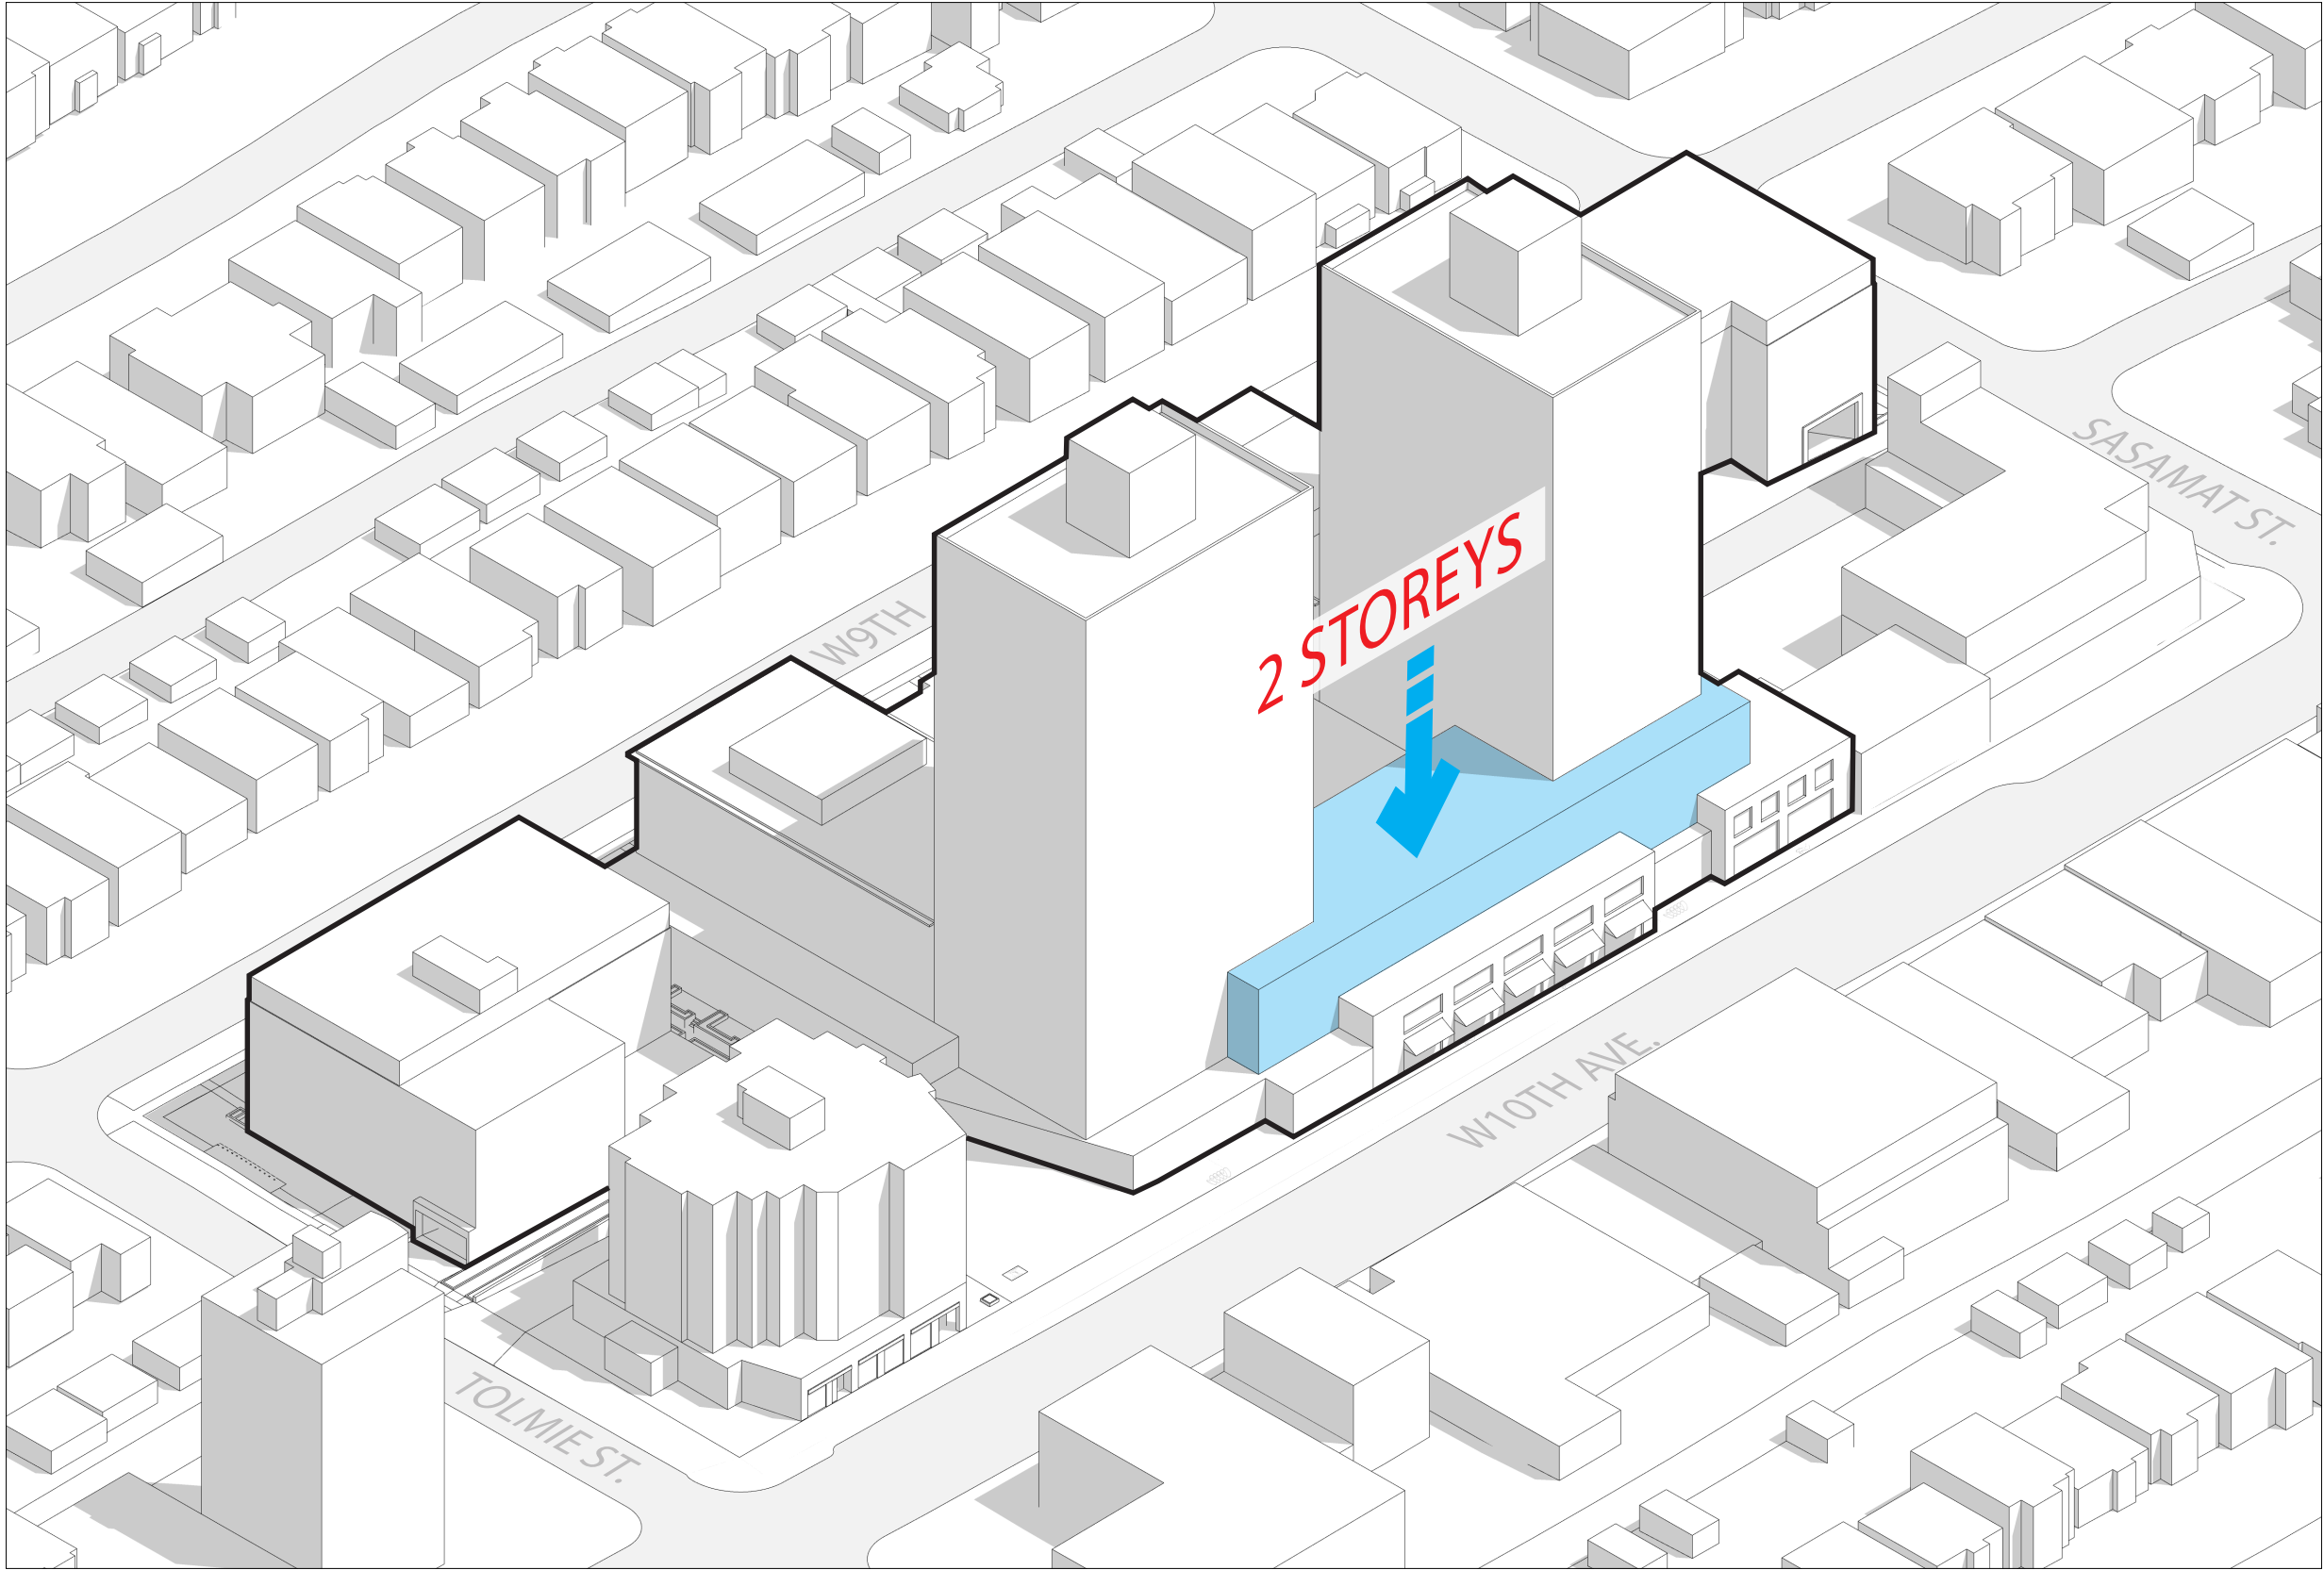 SASAMAT ST.
2 STOREYS
W9TH
W10TH AVE.
TOLMIE ST.